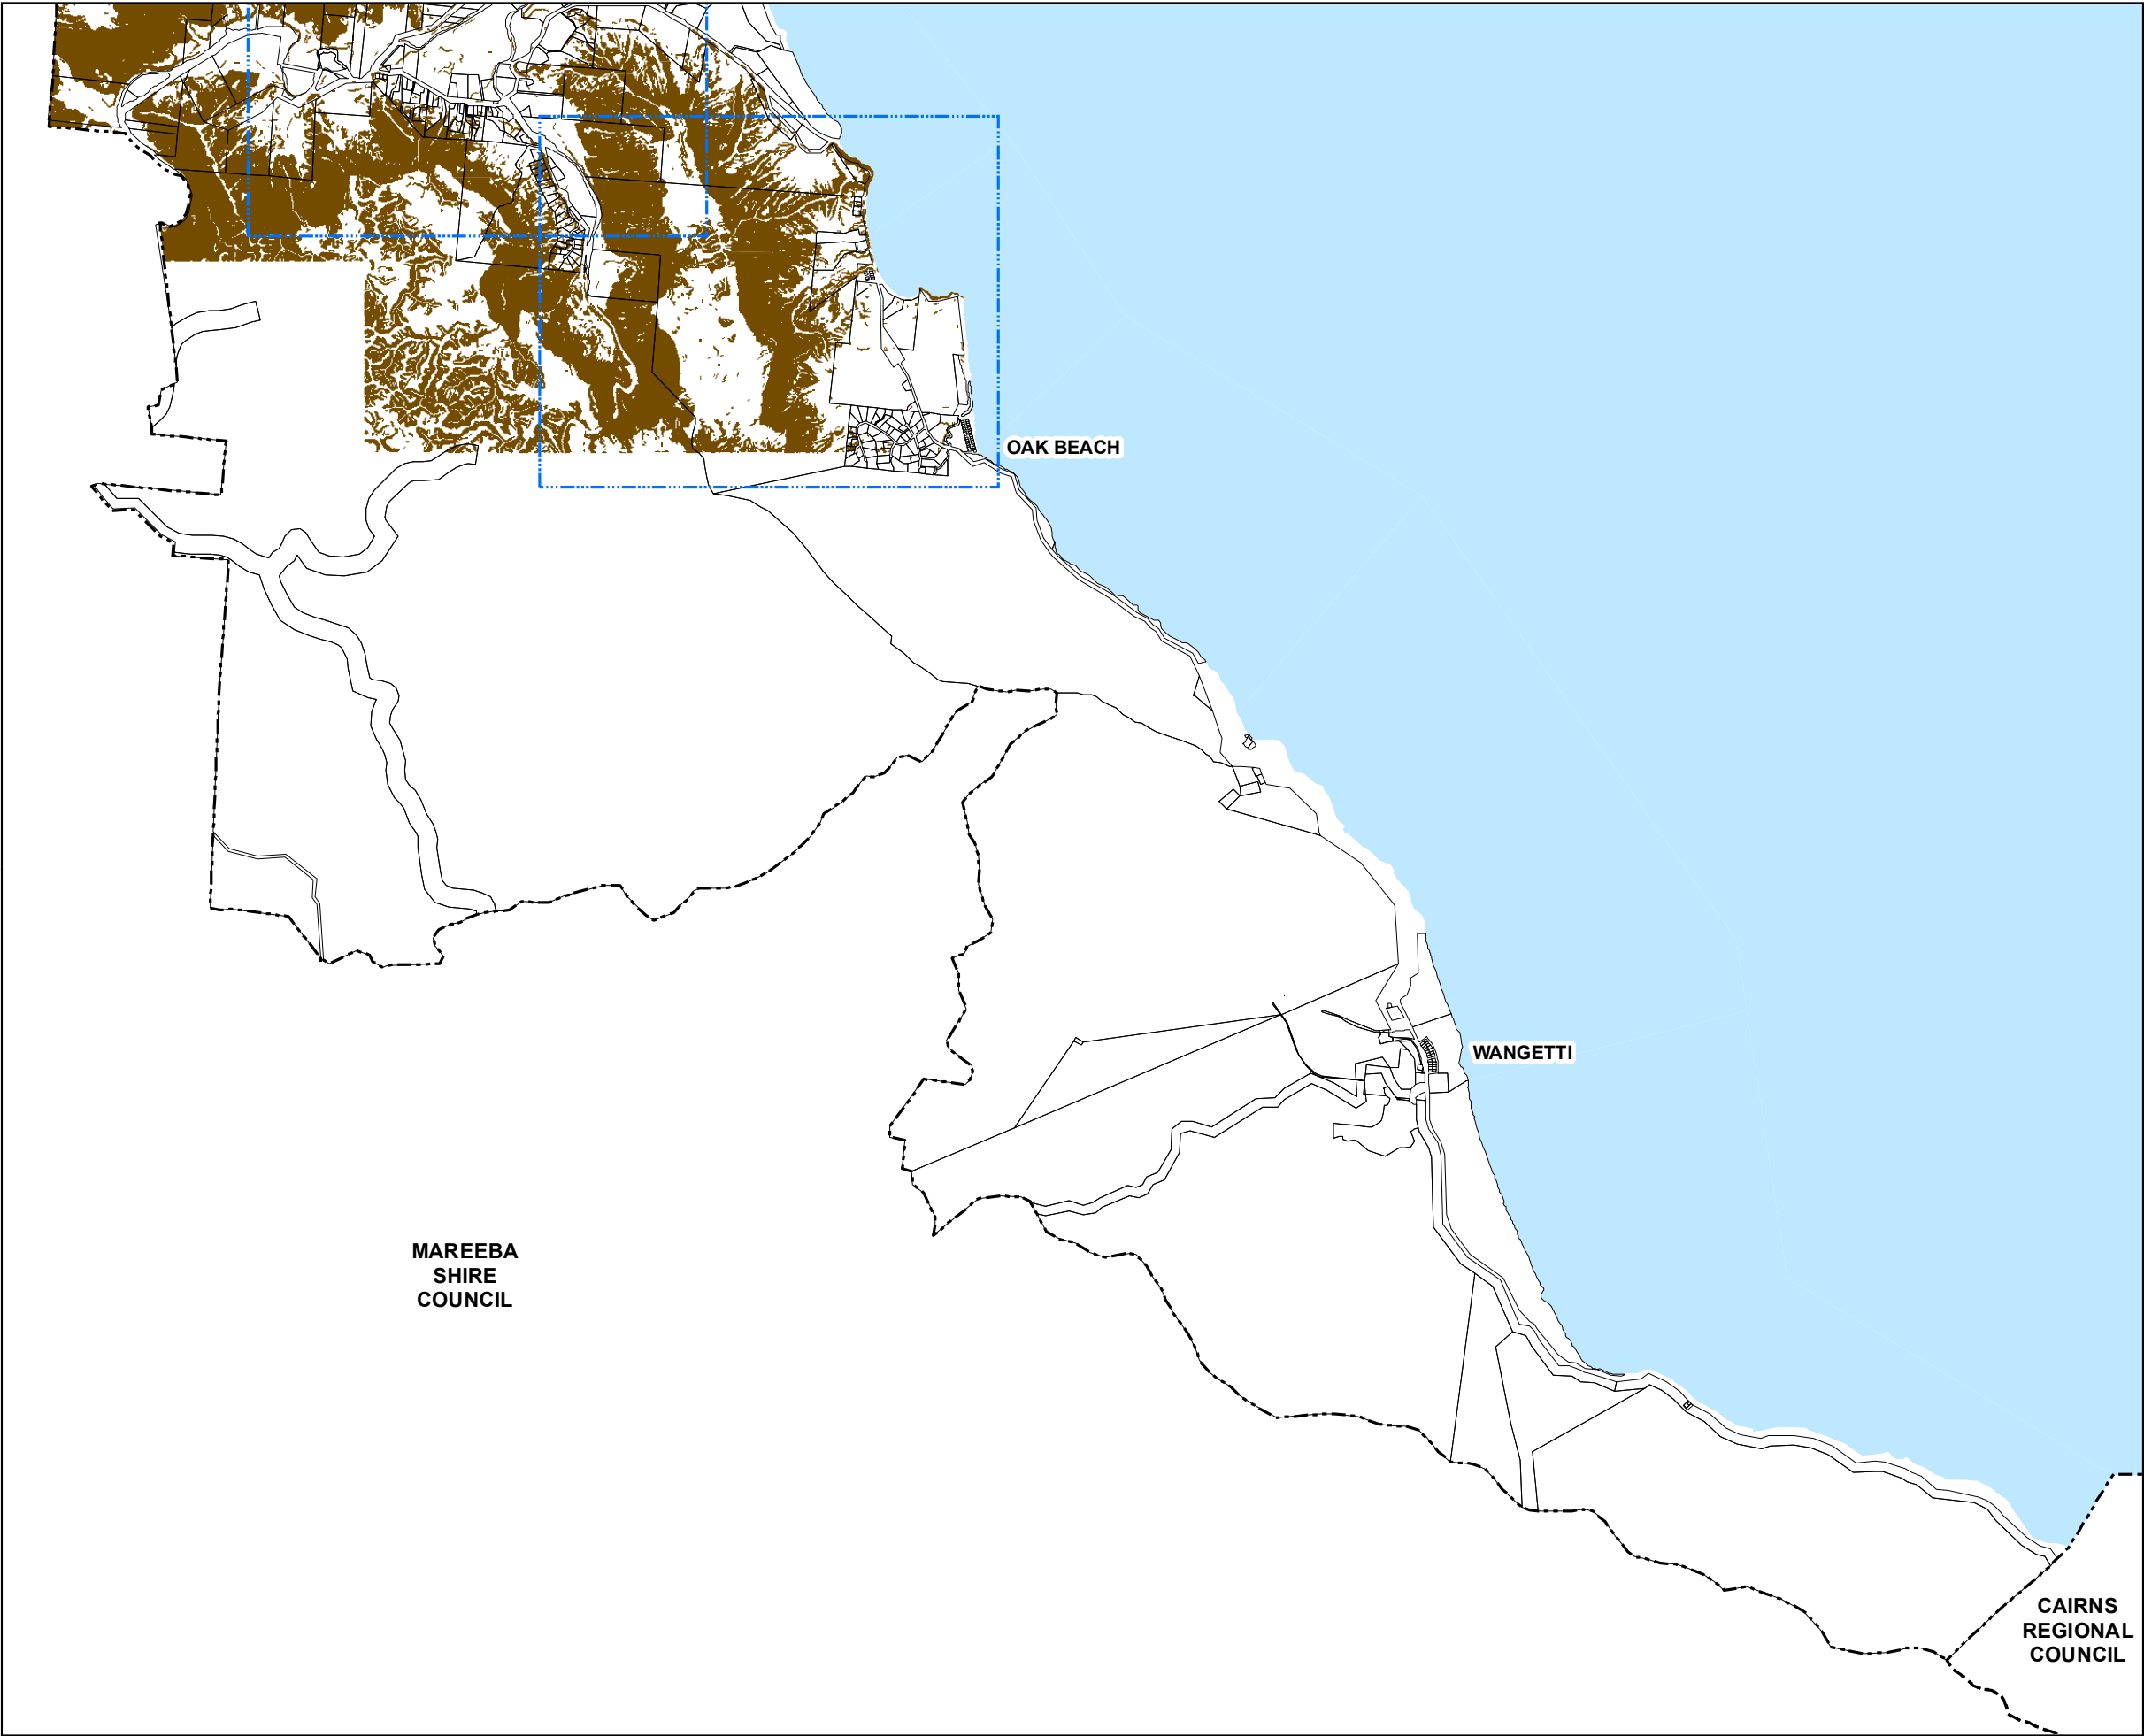 OAK BEACH
WANGETTI
MAREEBA
SHIRE
COUNCIL
CAIRNS
REGIONAL
COUNCIL